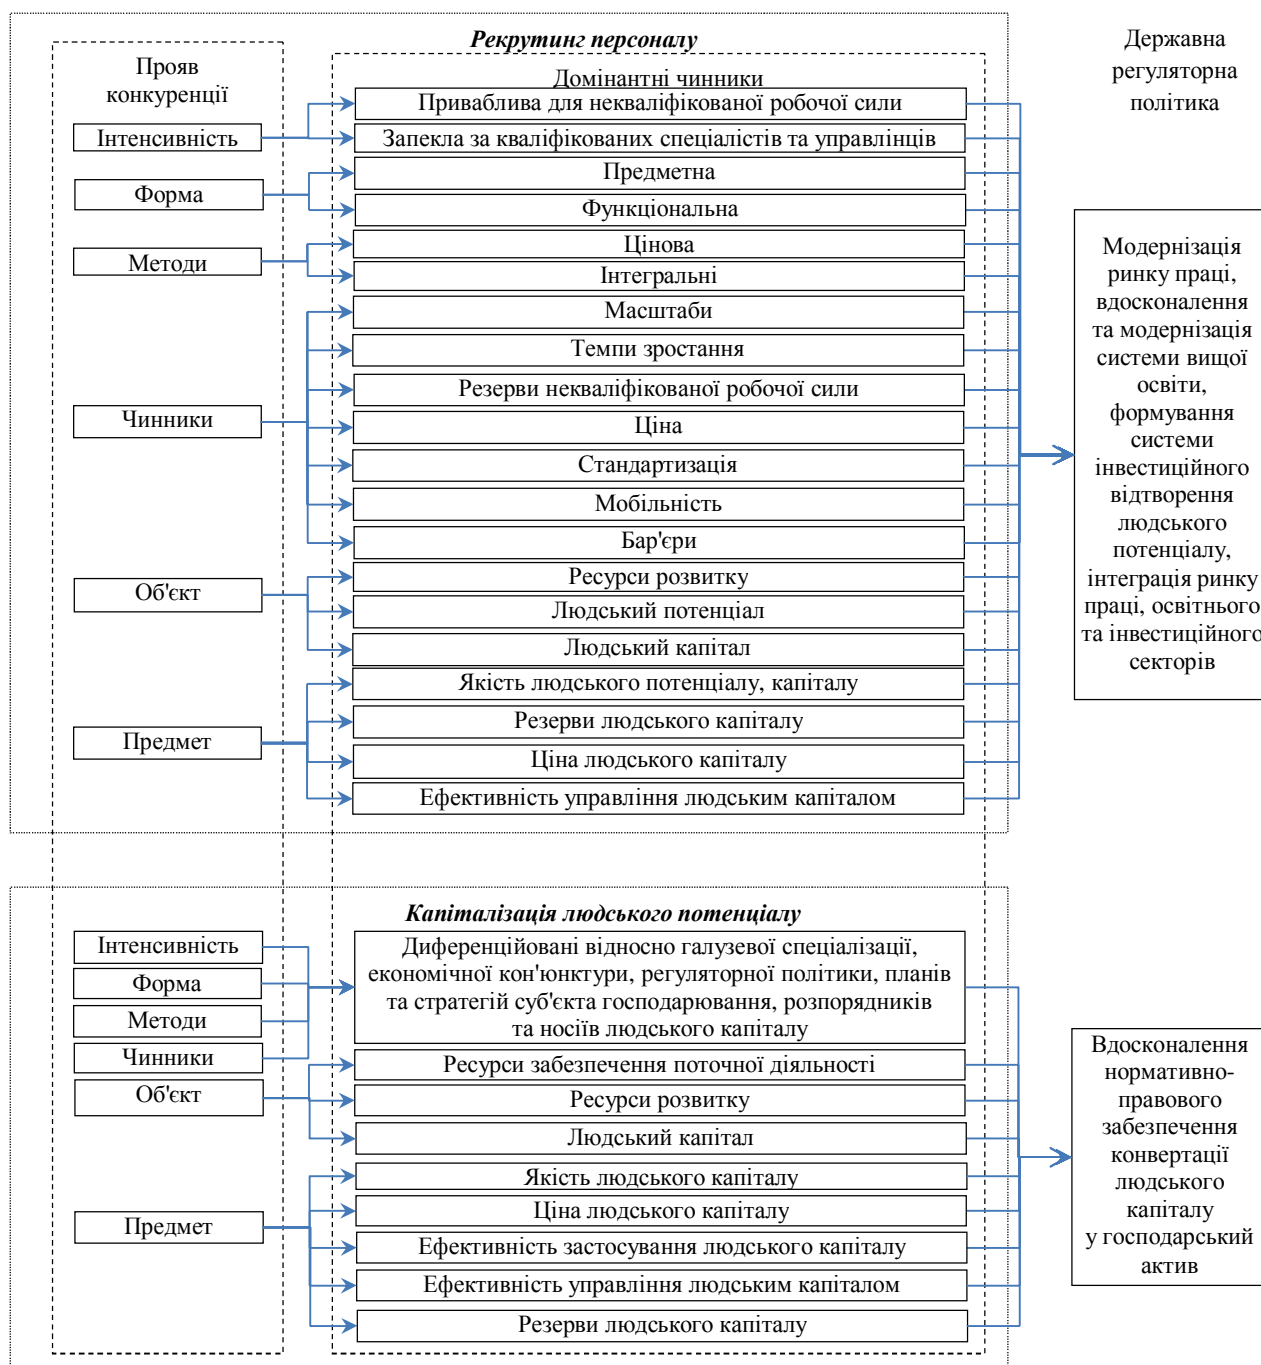 Рекрутинг персоналу
Прояв
конкуренції
Домінантні чинники
Державна
регуляторна
політика
Інтенсивність
Приваблива для некваліфікованої робочої сили
Запекла за кваліфікованих спеціалістів та управлінців
Форма
Предметна
Функціональна
Методи
Цінова
Інтегральні
Чинники
Масштаби
Темпи зростання
Резерви некваліфікованої робочої сили
Ціна
Стандартизація
Мобільність
Бар'єри
Об'єкт
Ресурси розвитку
Людський потенціал
Людський капітал
Предмет
Якість людського потенціалу, капіталу
Резерви людського капіталу
Ціна людського капіталу
Ефективність управління людським капіталом
Модернізація
ринку праці,
вдосконалення
та модернізація
системи вищої
освіти,
формування
системи
інвестиційного
відтворення
людського
потенціалу,
інтеграція ринку
праці, освітнього
та інвестиційного
секторів
Капіталізація людського потенціалу
Інтенсивність
Форма
Методи
Чинники
Диференційовані відносно галузевої спеціалізації,
економічної кон'юнктури, регуляторної політики, планів
та стратегій суб'єкта господарювання, розпорядників
та носіїв людського капіталу
Об'єкт
Ресурси забезпечення поточної діяльності
Ресурси розвитку
Людський капітал
Предмет
Якість людського капіталу
Ціна людського капіталу
Ефективність застосування людського капіталу
Ефективність управління людським капіталом
Резерви людського капіталу
Вдосконалення
нормативно-
правового
забезпечення
конвертації
людського
капіталу
у господарський
актив